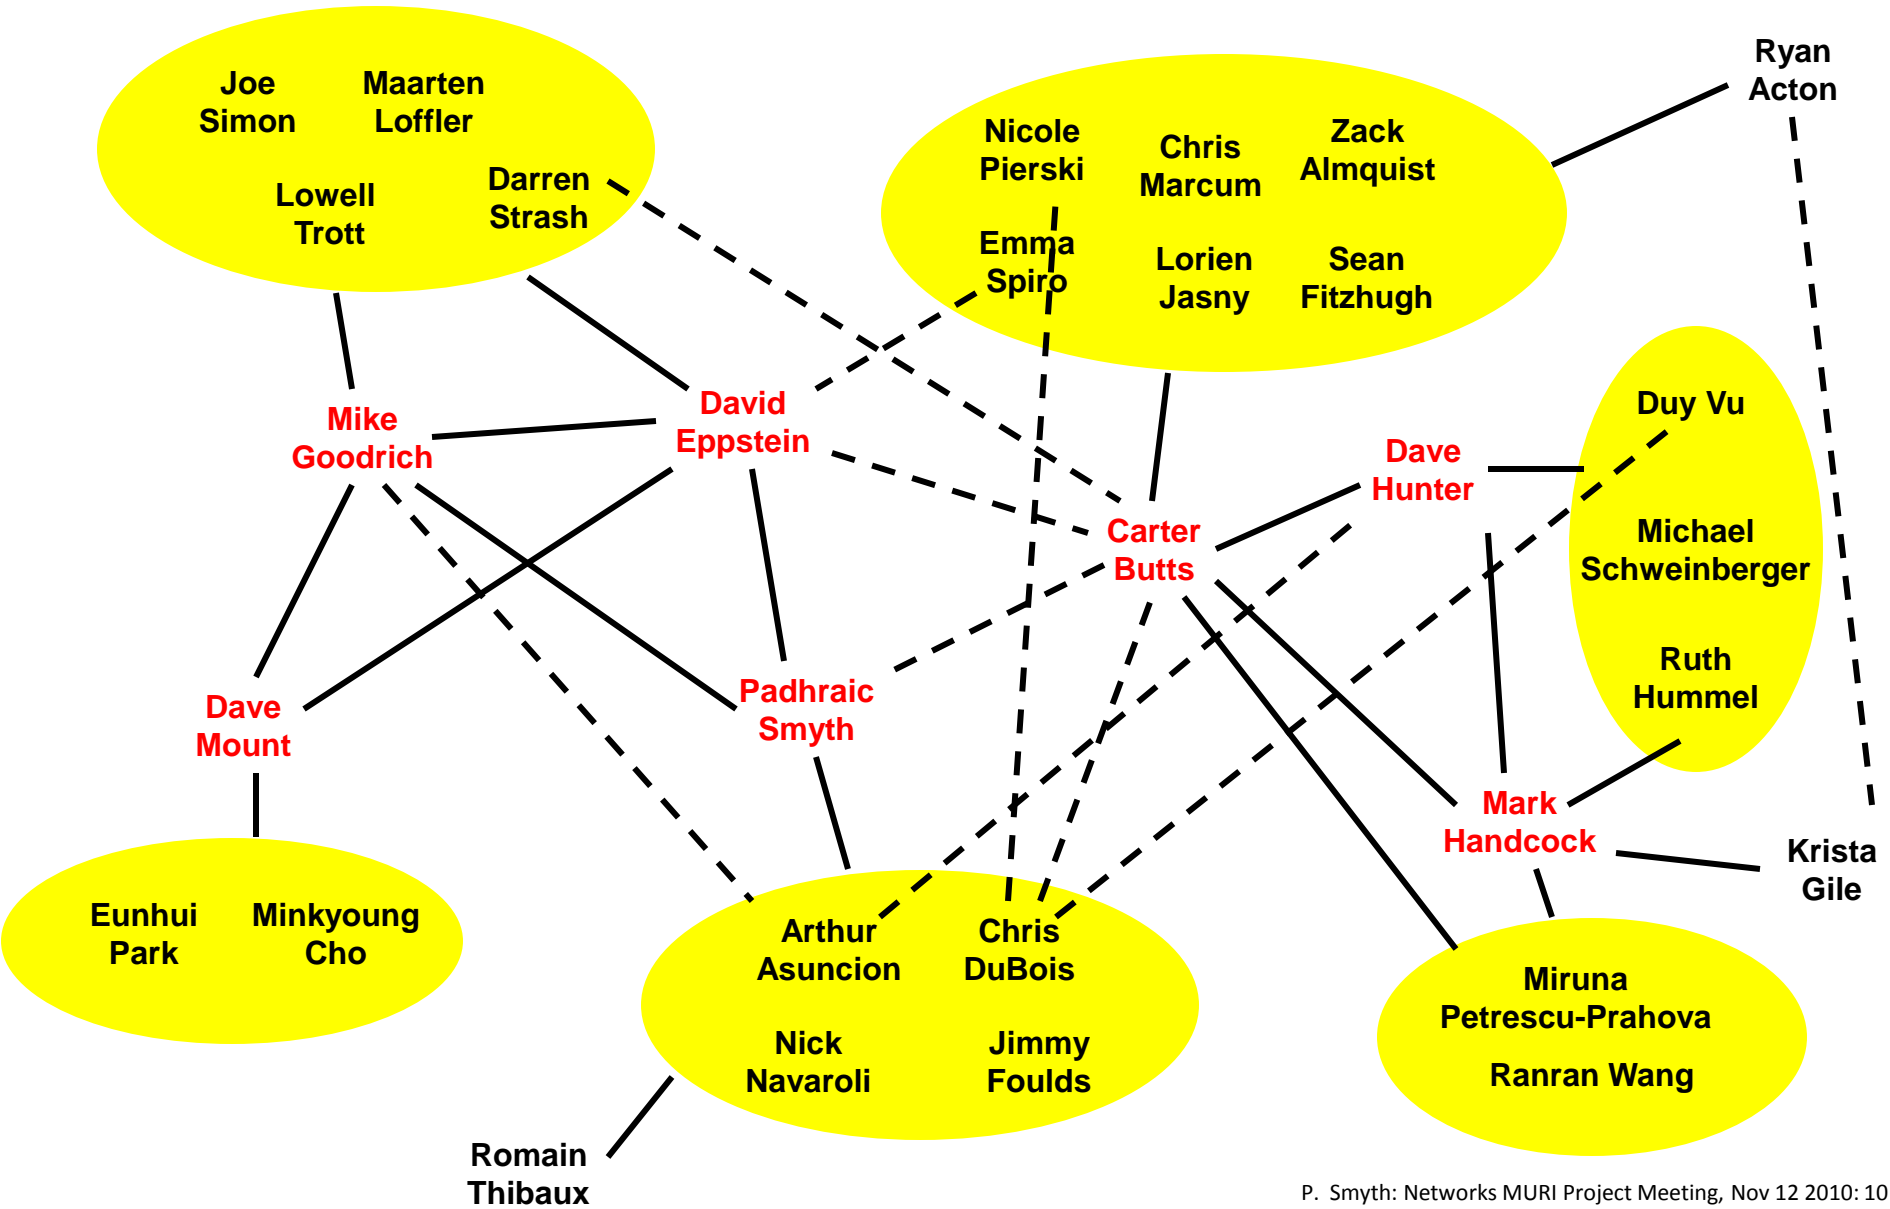 Joe
Simon
Maarten
Loffler
Lowell
Trott
Darren
Strash
Nicole
Pierski
Chris
Marcum
Zack
Almquist
Emma
Spiro
Lorien
Jasny
Sean
Fitzhugh
Ryan
Acton
Mike
Goodrich
David
Eppstein
Dave
Hunter
Duy Vu
Carter
Butts
Michael
Schweinberger
Ruth
Hummel
Dave
Mount
Padhraic
Smyth
Mark
Handcock
Krista
Gile
Eunhui
Park
Minkyoung
Cho
Arthur
Asuncion
Chris
DuBois
Nick
Navaroli
Jimmy
Foulds
Miruna
Petrescu-Prahova
Ranran Wang
Romain
Thibaux
P. Smyth: Networks MURI Project Meeting, Nov 12 2010: 10